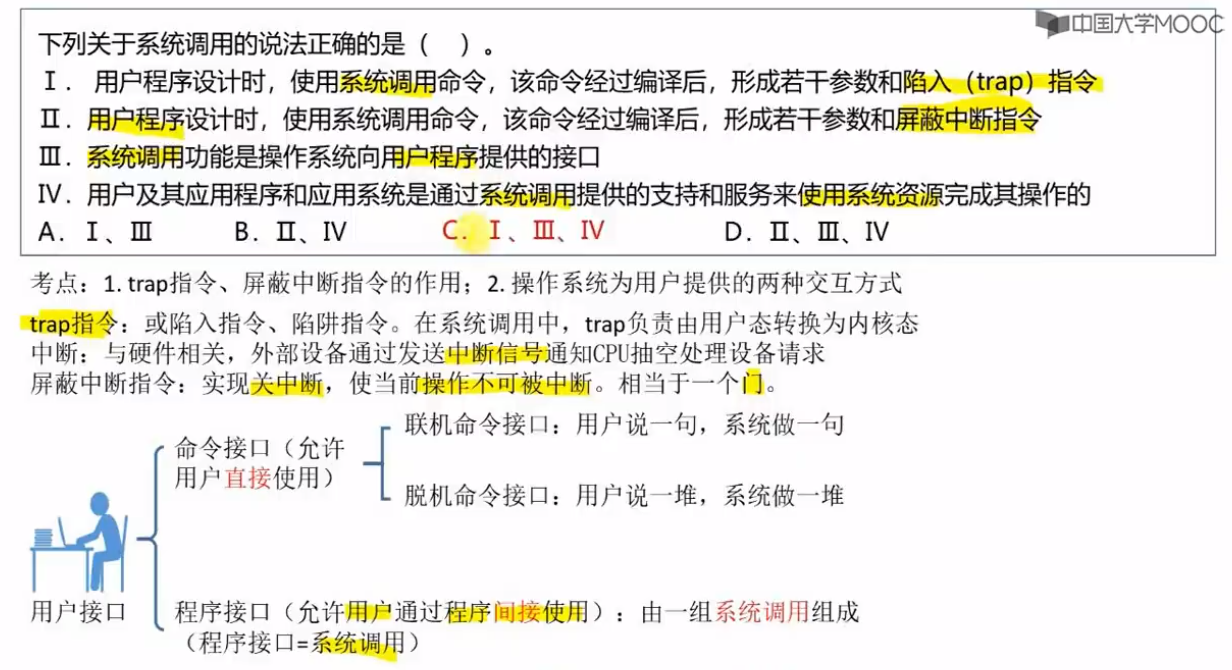 中国大学MOOC
下列关于系统调用的说法正确的是（ ）。
Ⅰ. 用户程序设计时，使用系统调用命令，该命令经过编译后，形成若干参数和陷入（trap）指令
Ⅱ. 用户程序设计时，使用系统调用命令，该命令经过编译后，形成若干参数和屏蔽中断指令
Ⅲ. 系统调用功能是操作系统向用户程序提供的接口
Ⅳ. 用户及其应用程序和应用系统是通过系统调用提供的支持和服务来使用系统资源完成其操作的
A. Ⅰ、Ⅲ B. Ⅱ、Ⅳ C. Ⅰ、Ⅲ、Ⅳ D. Ⅱ、Ⅲ、Ⅳ
考点：1. trap指令、屏蔽中断指令的作用；2. 操作系统为用户提供的两种交互方式
trap指令：或陷入指令、陷阱指令。在系统调用中，trap负责由用户态转换为内核态
中断：与硬件相关，外部设备通过发送中断信号通知CPU抽空处理设备请求
屏蔽中断指令：实现关中断，使当前操作不可被中断。相当于一个门。
联机命令接口：用户说一句，系统做一句
命令接口（允许
用户直接使用）
脱机命令接口：用户说一堆，系统做一堆
用户接口
程序接口（允许用户通过程序间接使用）：由一组系统调用组成
（程序接口=系统调用）